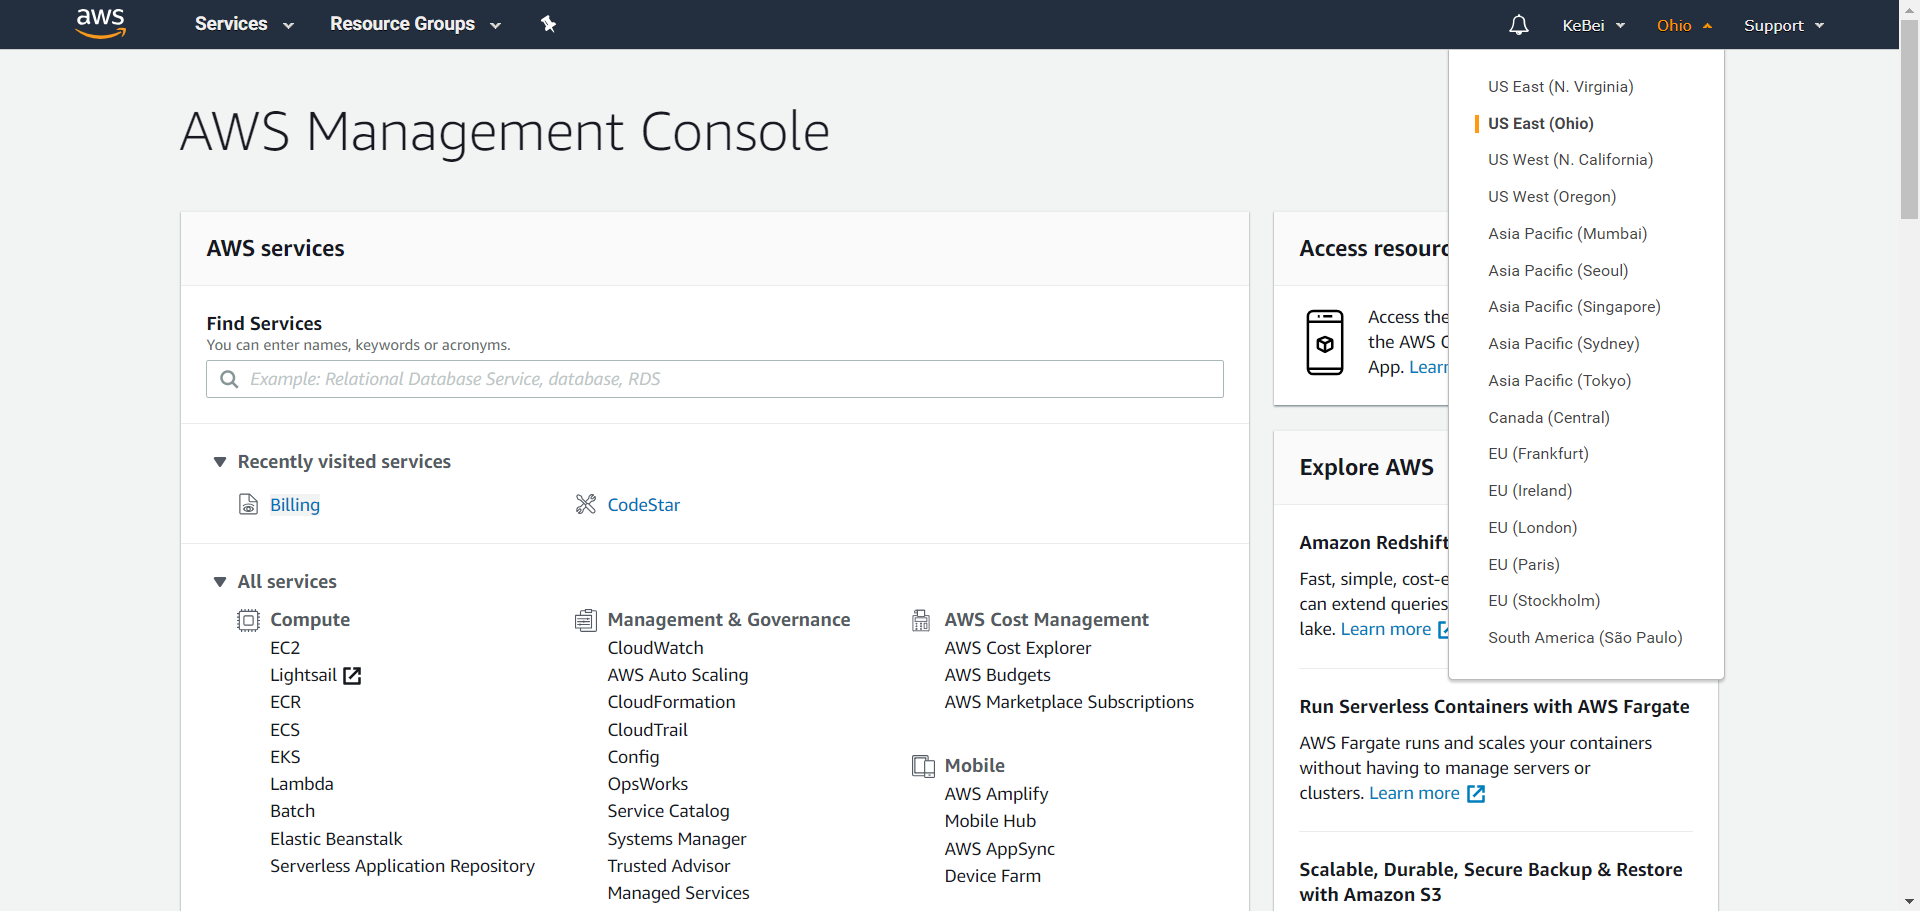 aws
Services
Resource Groups
KeBei
Ohio
Support
US East (N. Virginia)
US East (Ohio)
US West (N. California)
US West (Oregon)
Asia Pacific (Mumbai)
Asia Pacific (Seoul)
Asia Pacific (Singapore)
Asia Pacific (Sydney)
Asia Pacific (Tokyo)
Canada (Central)
EU (Frankfurt)
EU (Ireland)
EU (London)
EU (Paris)
EU (Stockholm)
South America (São Paulo)
AWS Management Console
AWS services
Find Services
You can enter names, keywords or acronyms.
Example: Relational Database Service, database, RDS
Recently visited services
Billing
CodeStar
All services
Compute
EC2
Lightsail
ECR
ECS
EKS
Lambda
Batch
Elastic Beanstalk
Serverless Application Repository
Management & Governance
CloudWatch
AWS Auto Scaling
CloudFormation
CloudTrail
Config
OpsWorks
Service Catalog
Systems Manager
Trusted Advisor
Managed Services
AWS Cost Management
AWS Cost Explorer
AWS Budgets
AWS Marketplace Subscriptions
Mobile
AWS Amplify
Mobile Hub
AWS AppSync
Device Farm
Access
Access the
the AWS
App. Learn
Explore AWS
Amazon Redshift
Fast, simple,
can extend queries
lake. Learn more
Run Serverless Containers with AWS Fargate
AWS Fargate runs and scales your containers
without having to manage servers or
clusters. Learn more
Scalable, Durable, Secure Backup & Restore
with Amazon S3